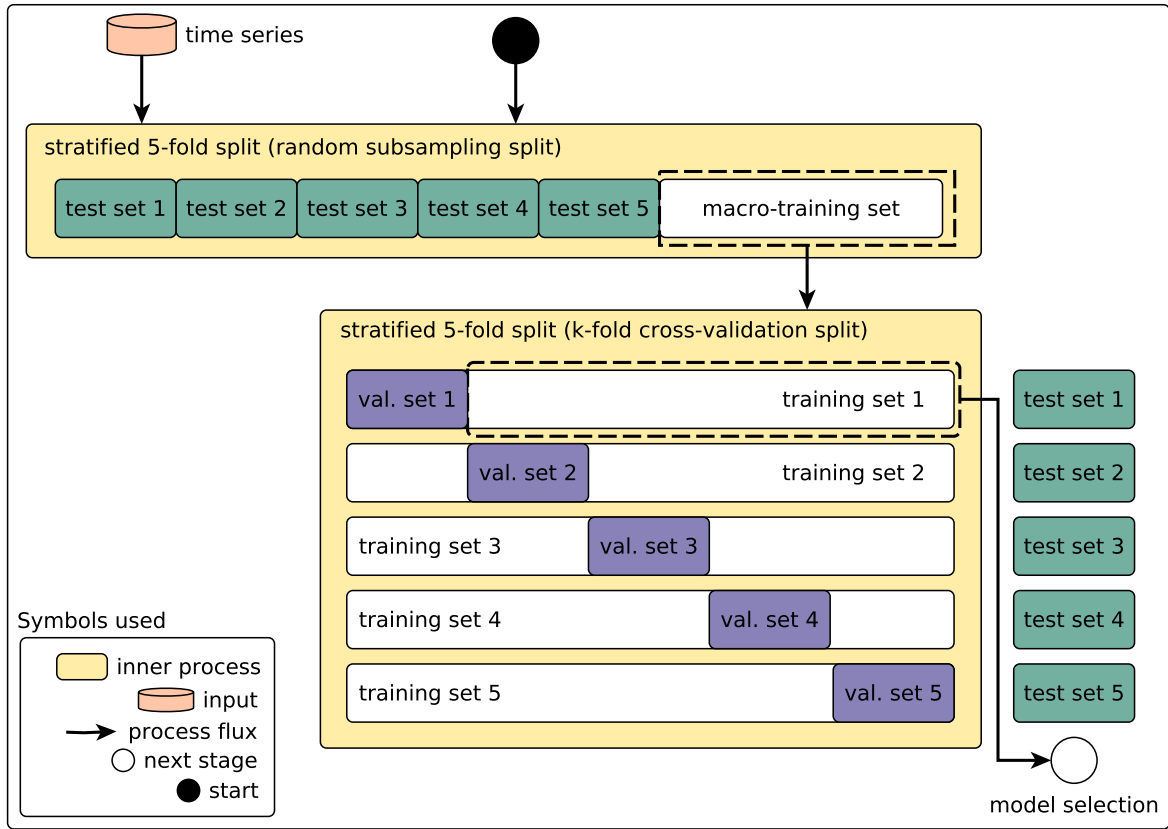 time series
stratified 5-fold split (random subsampling split)
test set 1 test set 2 test set 3 test set 4 test set 5 macro-training set
stratified 5-fold split (k-fold cross-validation split)
val. set 1 training set 1 test set 1
val. set 2 training set 2 test set 2
training set 3 val. set 3 test set 3
training set 4 val. set 4 test set 4
training set 5 val. set 5 test set 5
model selection
Symbols used
inner process
input
process flux
next stage
start